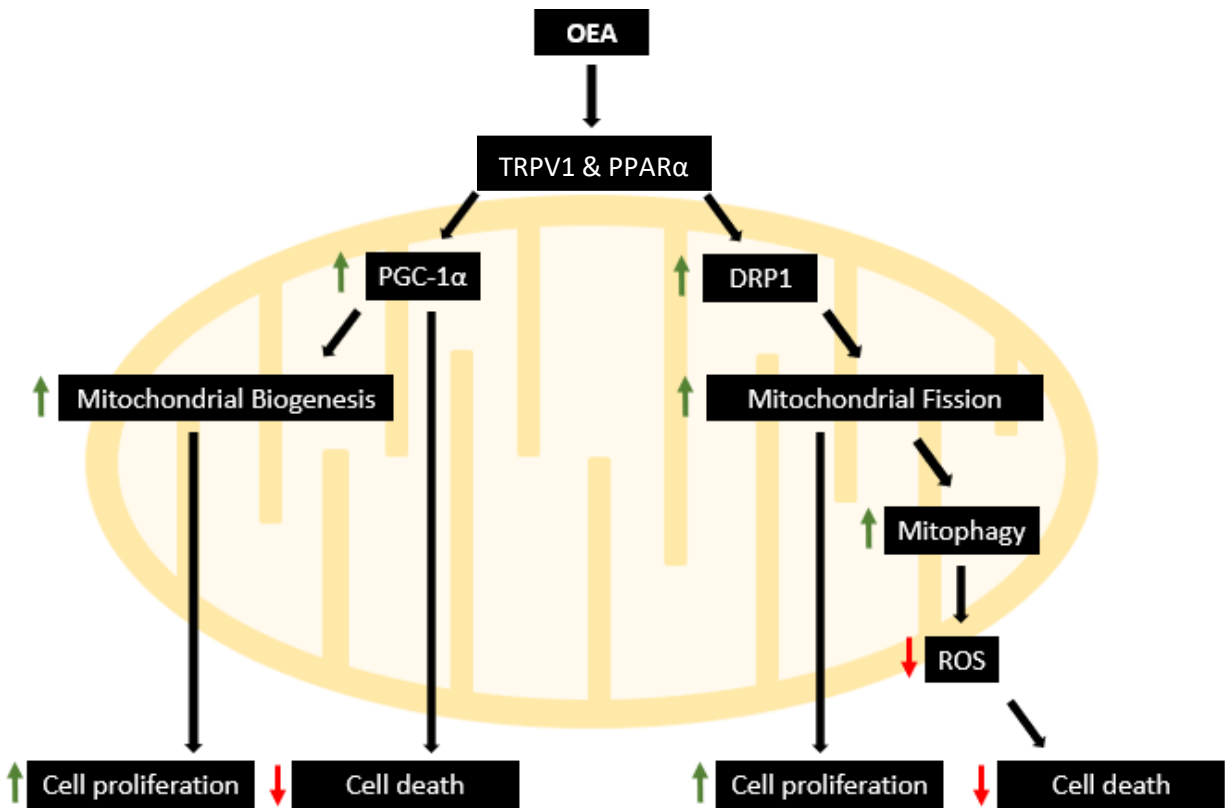 OEA
TRPV1 & PPARα
PGC-1α
DRP1
Mitochondrial Biogenesis
Mitochondrial Fission
Mitophagy
ROS
Cell proliferation
Cell death
Cell proliferation
Cell death